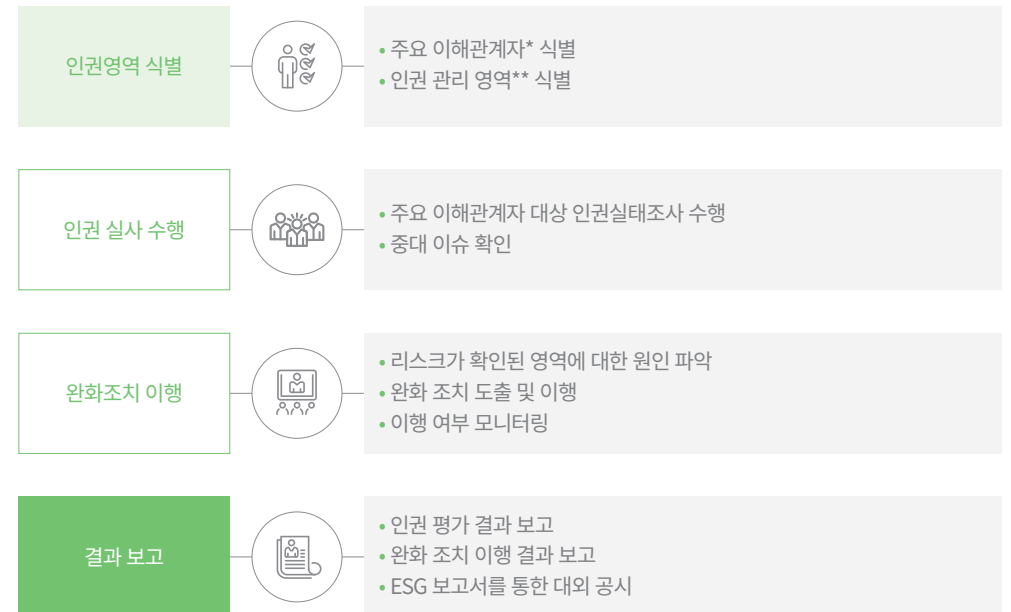 인권영역 식별
• 주요 이해관계자* 식별
• 인권 관리 영역** 식별
인권 실사 수행
• 주요 이해관계자 대상 인권실태조사 수행
• 중대 이슈 확인
완화조치 이행
• 리스크가 확인된 영역에 대한 원인 파악
• 완화 조치 도출 및 이행
• 이행 여부 모니터링
결과 보고
• 인권 평가 결과 보고
• 완화 조치 이행 결과 보고
• ESG 보고서를 통한 대외 공시